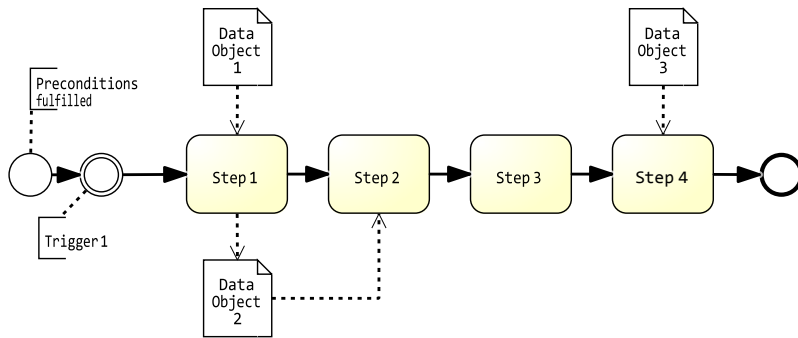 Data
Object
1
Data
Object
3
Preconditions
fulfilled
Step 1
Step 2
Step 3
Step 4
Trigger 1
Data
Object
2